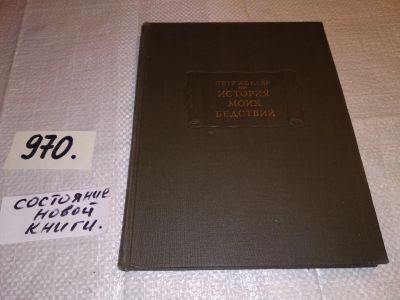 ПЕТР АБЕЛЯР
ИСТОРИЯ
МОИХ
БЕДСТВИЙ
970.
СОСТОЯНИЕ
НОВОЙ
КНИГИ.